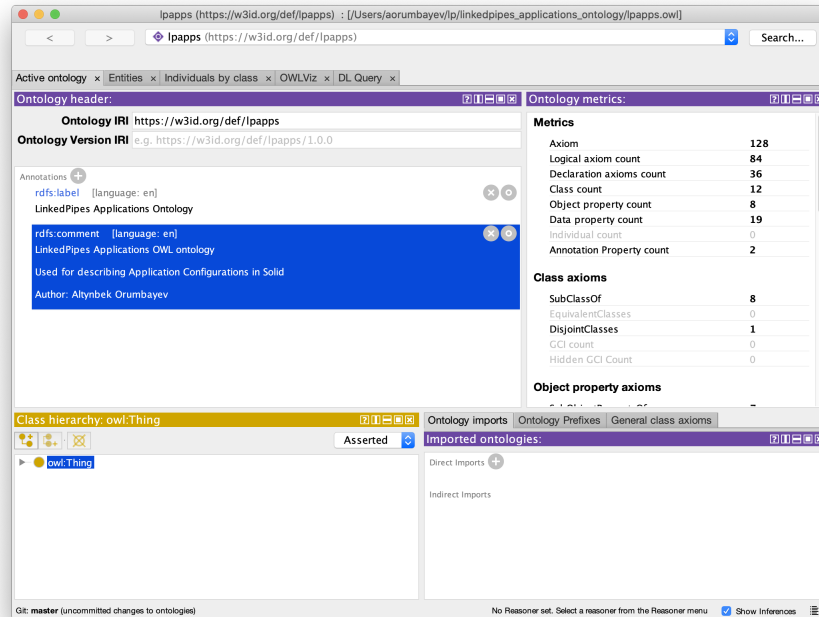 lpapps (https://w3id.org/def/lpapps) : [/Users/aorumbayev/lp/linkedpipes_applications_ontology/lpapps.owl]
< > lpapps (https://w3id.org/def/lpapps) Search...
Active ontology × Entities × Individuals by class × OWLViz × DL Query ×
Ontology header:
Ontology IRI https://w3id.org/def/lpapps
Ontology Version IRI e.g. https://w3id.org/def/lpapps/1.0.0
Annotations
rdfs:label [language: en]
LinkedPipes Applications Ontology
rdfs:comment [language: en]
LinkedPipes Applications OWL ontology
Used for describing Application Configurations in Solid
Author: Altynbek Orumbayev
Ontology metrics:
Metrics
Axiom 128
Logical axiom count 84
Declaration axioms count 36
Class count 12
Object property count 8
Data property count 19
Individual count 0
Annotation Property count 2
Class axioms
SubClassOf 8
EquivalentClasses 0
DisjointClasses 1
GCI count 0
Hidden GCI Count 0
Object property axioms
Class hierarchy: owl:Thing
Asserted
owl:Thing
Ontology imports Ontology Prefixes General class axioms
Imported ontologies:
Direct Imports
Indirect Imports
Git: master (uncommitted changes to ontologies)
No Reasoner set. Select a reasoner from the Reasoner menu Show Inferences